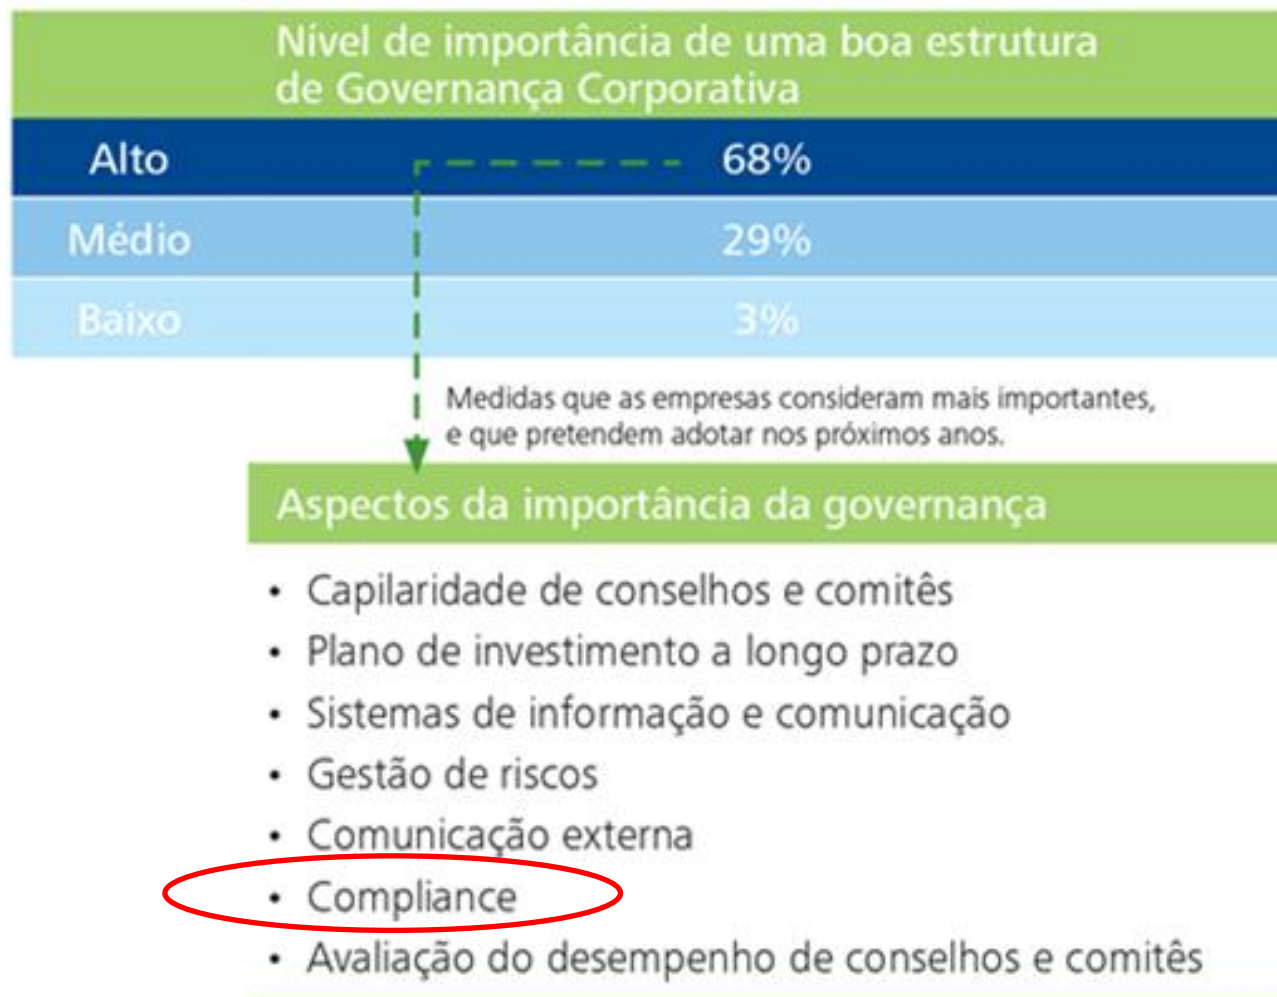 Nível de importância de uma boa estrutura
de Governança Corporativa
Alto 68%
Médio 29%
Baixo 3%
Medidas que as empresas consideram mais importantes,
e que pretendem adotar nos próximos anos.
Aspectos da importância da governança
• Capilaridade de conselhos e comitês
• Plano de investimento a longo prazo
• Sistemas de informação e comunicação
• Gestão de riscos
• Comunicação externa
• Compliance
• Avaliação do desempenho de conselhos e comitês